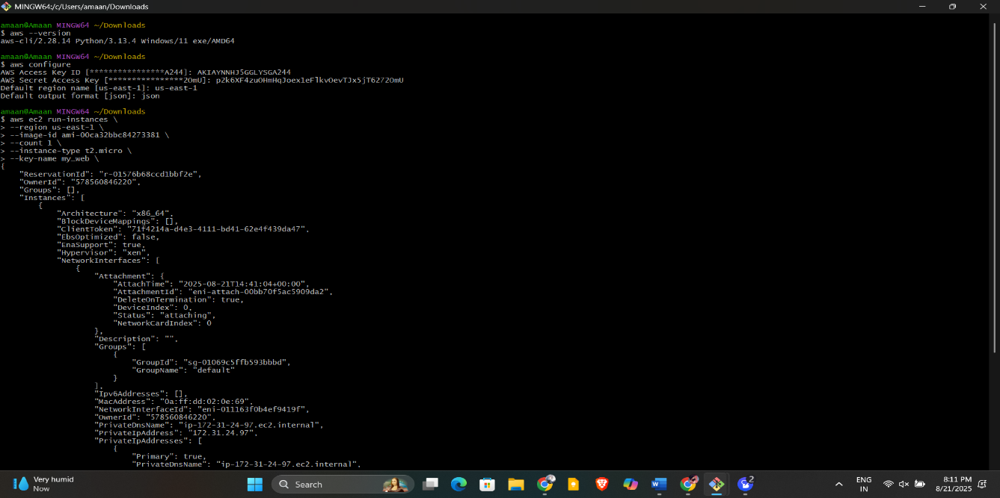 MINGW64:/c/Users/amaan/Downloads
amaan@Amaan MINGW64 ~/Downloads
$ aws --version
aws-cli/2.28.14 Python/3.13.4 Windows/11 exe/AMD64
amaan@Amaan MINGW64 ~/Downloads
$ aws configure
AWS Access Key ID [****************A244]: AKIAYNNHJ5GGLYSGA244
AWS Secret Access Key
Default region name [us-east-1]: us-east-1
Default output format [json]: json
amaan@Amaan MINGW64 ~/Downloads
$ aws ec2 run-instances \
> --region us-east-1 \
> --image-id ami-00ca32bbc84273381 \
> --count 1 \
> --instance-type t2.micro \
> --key-name my_web \
{
"ReservationId": "r-01576b68ccd1bbf2e",
"OwnerId": "578560846220",
"Groups": [],
"Instances": [
{
"Architecture": "x86_64",
"BlockDeviceMappings": [],
"ClientToken": "71f4214a-d4e3-4111-bd41-62e4f439da47",
"EbsOptimized": false,
"EnaSupport": true,
"Hypervisor": "xen",
"NetworkInterfaces": [
{
"Attachment": {
"AttachTime": "2025-08-21T14:41:04+00:00",
"AttachmentId": "eni-attach-00bb70f5ac5909da2",
"DeleteOnTermination": true,
"DeviceIndex": 0,
"Status": "attaching",
"NetworkCardIndex": 0
},
"Description": "",
"Groups": [
{
"GroupId": "sg-01069c5ffb593bbbd",
"GroupName": "default"
}
],
"Ipv6Addresses": [],
"MacAddress": "0a:ff:dd:02:0e:69",
"NetworkInterfaceId": "eni-011163f0b4ef9419f",
"OwnerId": "578560846220",
"PrivateDnsName": "ip-172-31-24-97.ec2.internal",
"PrivateIpAddress": "172.31.24.97",
"PrivateIpAddresses": [
{
"Primary": true,
"PrivateDnsName": "ip-172-31-24-97.ec2.internal",
Very humid
Now
Search
2
ENG
IN
8:11 PM
8/21/2025